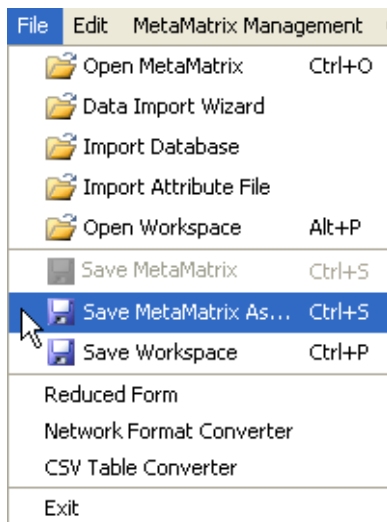 File Edit MetaMatrix Management
Open MetaMatrix Ctrl+O
Data Import Wizard
Import Database
Import Attribute File
Open Workspace Alt+P
Save MetaMatrix Ctrl+S
Save MetaMatrix As... Ctrl+S
Save Workspace Ctrl+P
Reduced Form
Network Format Converter
CSV Table Converter
Exit